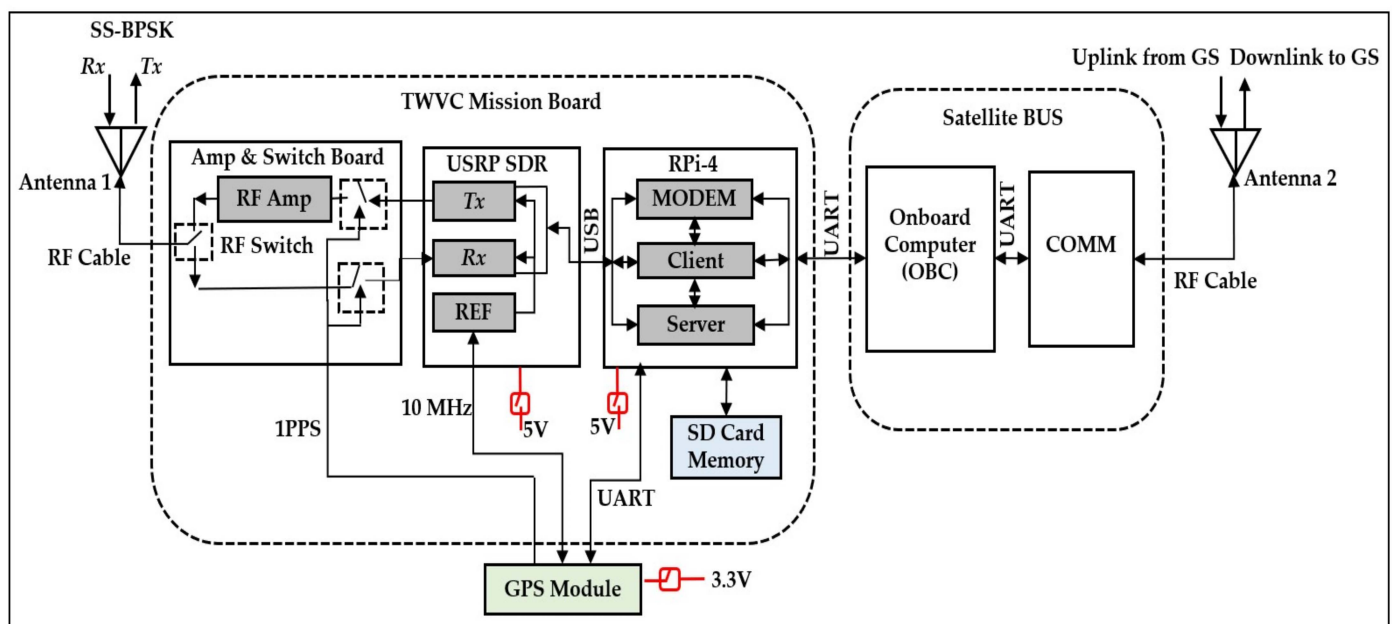 SS-BPSK
Rx Tx
Antenna 1
RF Cable
TWVC Mission Board
Amp & Switch Board
RF Amp
RF Switch
USRP SDR
Tx
Rx
REF
USB
RPi-4
MODEM
Client
Server
UART
1PPS
10 MHz
5V
5V
SD Card
Memory
UART
GPS Module
3.3V
Satellite BUS
Onboard
Computer
(OBC)
UART
COMM
Uplink from GS Downlink to GS
Antenna 2
RF Cable